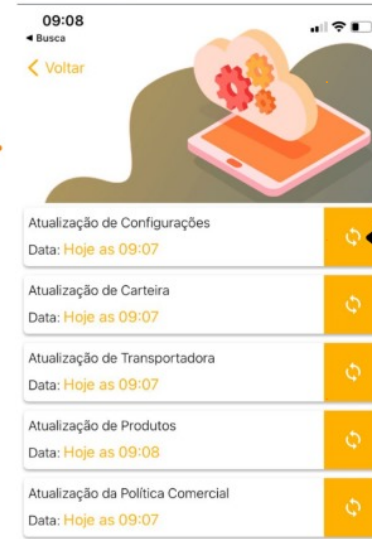 09:08
Busca
Voltar
Atualização de Configurações
Data: Hoje as 09:07
Atualização de Carteira
Data: Hoje as 09:07
Atualização de Transportadora
Data: Hoje as 09:07
Atualização de Produtos
Data: Hoje as 09:08
Atualização da Política Comercial
Data: Hoje as 09:07